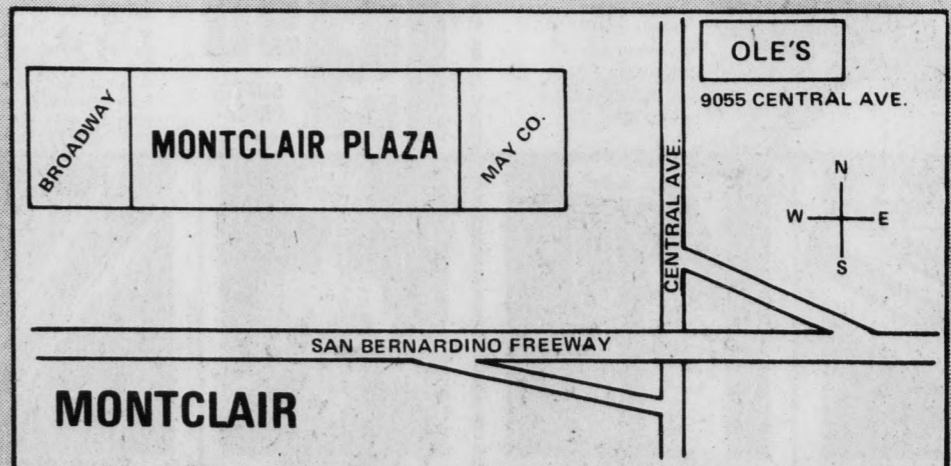 OLE'S
9055 CENTRAL AVE.
BROADWAY
MONTCLAIR PLAZA
MAY CO.
CENTRAL AVE.
N
W E
S
SAN BERNARDINO FREEWAY
MONTCLAIR